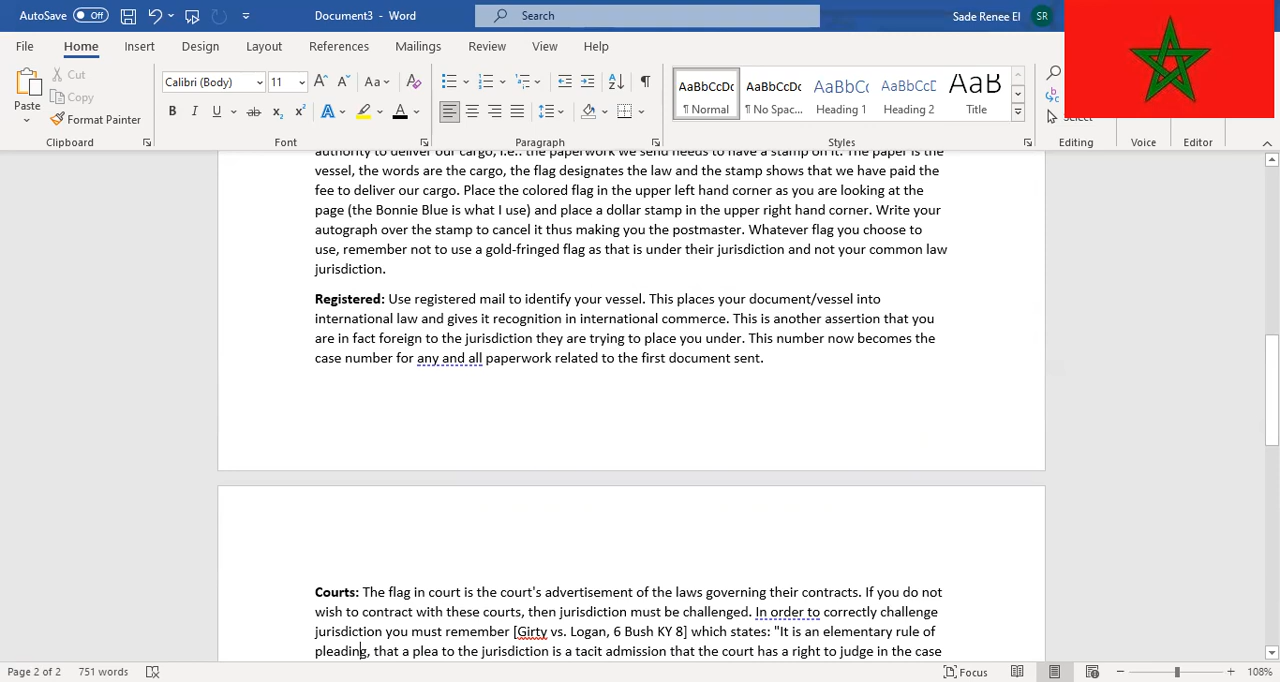 AutoSave Off Document3 - Word Search Sade Renee El SR
File Home Insert Design Layout References Mailings Review View Help
Paste Cut Copy Format Painter Clipboard
Calibri (Body) 11 Font
Paragraph
AaBbCcDc ¶ Normal AaBbCcDc ¶ No Spac... AaBbCc Heading 1 AaBbCcD Heading 2 AaB Title Styles
Editing Voice Editor
authority to deliver our cargo, i.e.: the paperwork we send needs to have a stamp on it. The paper is the
vessel, the words are the cargo, the flag designates the law and the stamp shows that we have paid the
fee to deliver our cargo. Place the colored flag in the upper left hand corner as you are looking at the
page (the Bonnie Blue is what I use) and place a dollar stamp in the upper right hand corner. Write your
autograph over the stamp to cancel it thus making you the postmaster. Whatever flag you choose to
use, remember not to use a gold-fringed flag as that is under their jurisdiction and not your common law
jurisdiction.
Registered: Use registered mail to identify your vessel. This places your document/vessel into
international law and gives it recognition in international commerce. This is another assertion that you
are in fact foreign to the jurisdiction they are trying to place you under. This number now becomes the
case number for any and all paperwork related to the first document sent.
Courts: The flag in court is the court's advertisement of the laws governing their contracts. If you do not
wish to contract with these courts, then jurisdiction must be challenged. In order to correctly challenge
jurisdiction you must remember [Girty vs. Logan, 6 Bush KY 8] which states: "It is an elementary rule of
pleading, that a plea to the jurisdiction is a tacit admission that the court has a right to judge in the case
Page 2 of 2 751 words Focus 108%